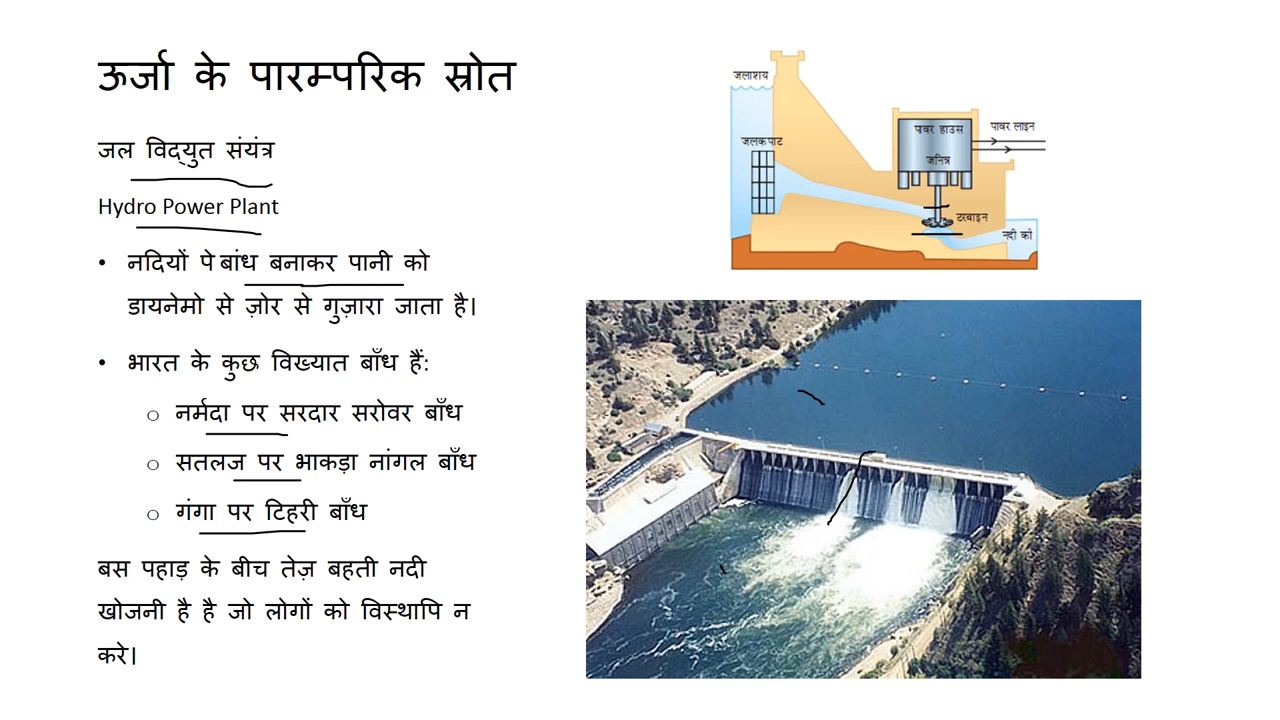 ऊर्जा के पारम्परिक स्रोत
जल विद्युत संयंत्र
Hydro Power Plant
• नदियों पे बांध बनाकर पानी को
डायनेमो से ज़ोर से गुज़ारा जाता है।
• भारत के कुछ विख्यात बाँध हैं:
o नर्मदा पर सरदार सरोवर बाँध
o सतलज पर भाकड़ा नांगल बाँध
o गंगा पर टिहरी बाँध
बस पहाड़ के बीच तेज़ बहती नदी
खोजनी है है जो लोगों को विस्थापि न
करे।
जलाशय
जलकपाट
पावर हाउस
जनित्र
पावर लाइन
टरबाइन
नदी को